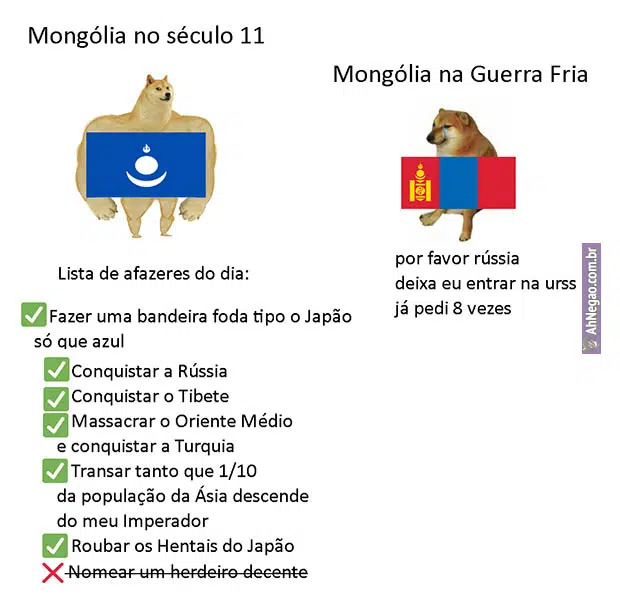 Mongólia no século 11
Mongólia na Guerra Fria
Lista de afazeres do dia:
Fazer uma bandeira foda tipo o Japão
só que azul
Conquistar a Rússia
Conquistar o Tibete
Massacrar o Oriente Médio
e conquistar a Turquia
Transar tanto que 1/10
da população da Ásia descende
do meu Imperador
Roubar os Hentais do Japão
Nomear um herdeiro decente
por favor rússia
deixa eu entrar na urss
já pedi 8 vezes
AhNegao.com.br